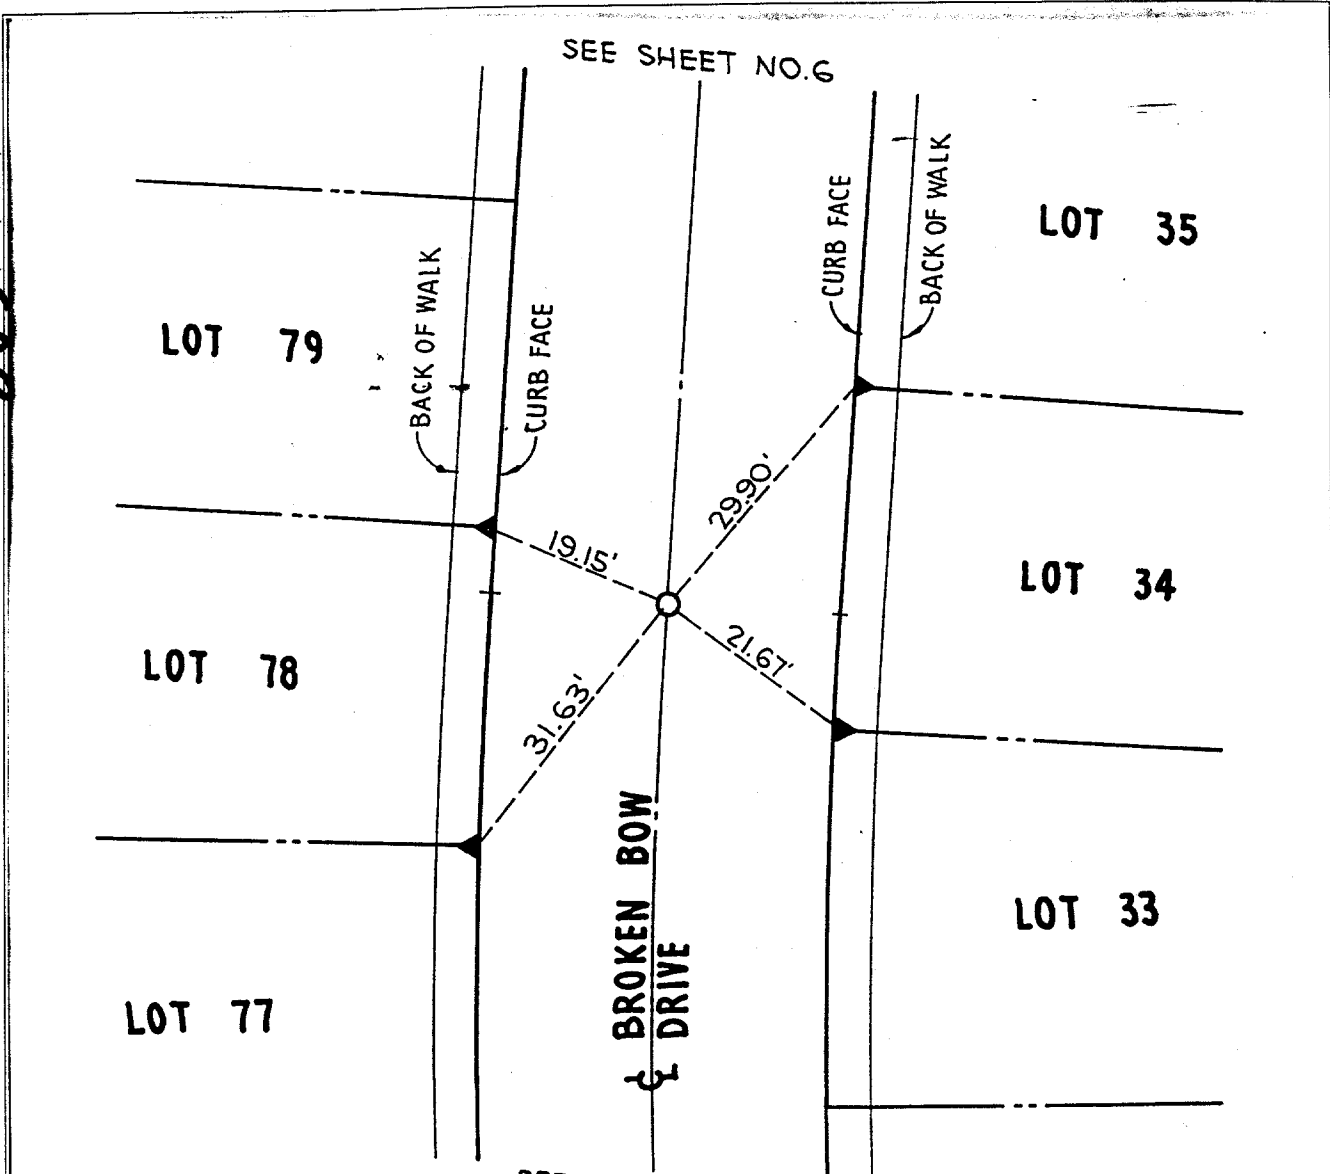 SEE SHEET NO.6
LOT 35
CURB FACE
BACK OF WALK
LOT 79
BACK OF WALK
CURB FACE
29.90'
19.15'
LOT 34
21.67'
LOT 78
31.63'
℄ BROKEN BOW
DRIVE
LOT 33
LOT 77